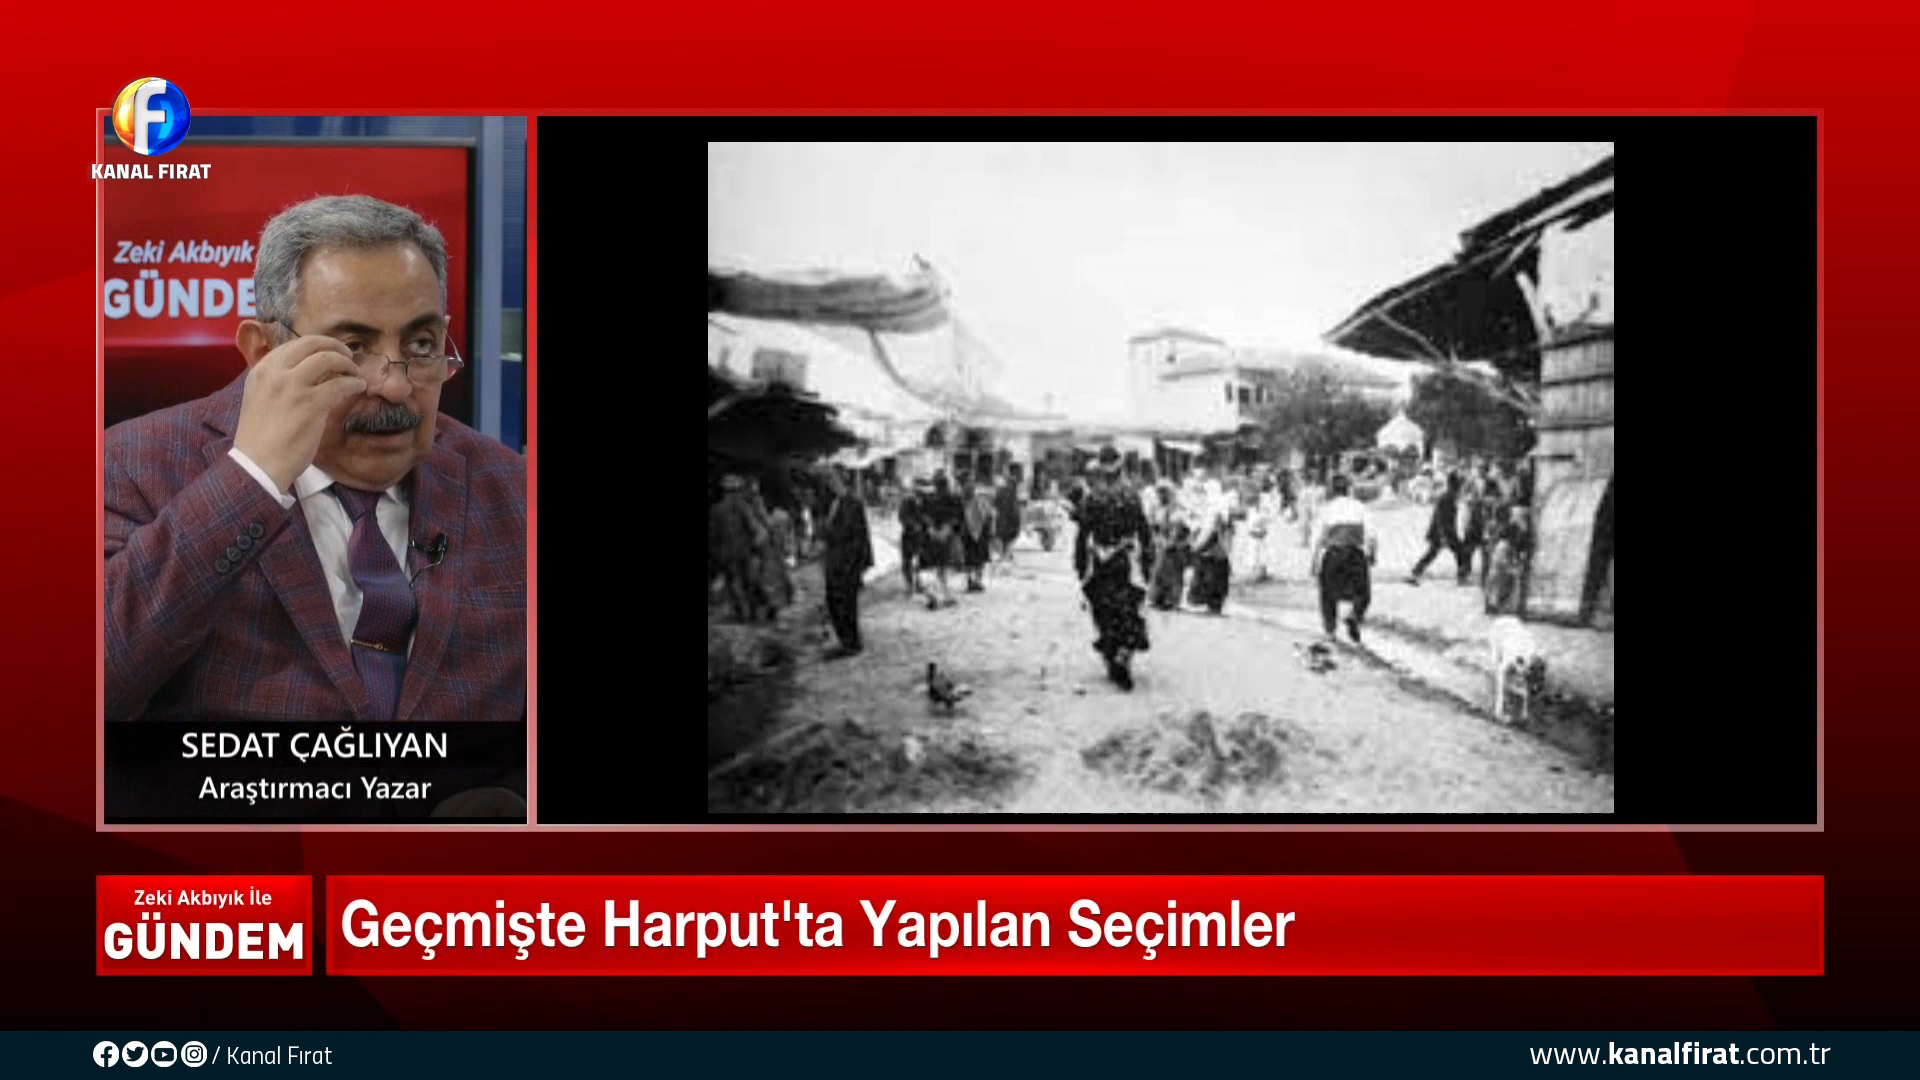 KANAL FIRAT
Zeki Akbıyık
GÜNDE
SEDAT ÇAĞLIYAN
Araştırmacı Yazar
Zeki Akbıyık İle
GÜNDEM
Geçmişte Harput'ta Yapılan Seçimler
/ Kanal Fırat
www.kanalfirat.com.tr